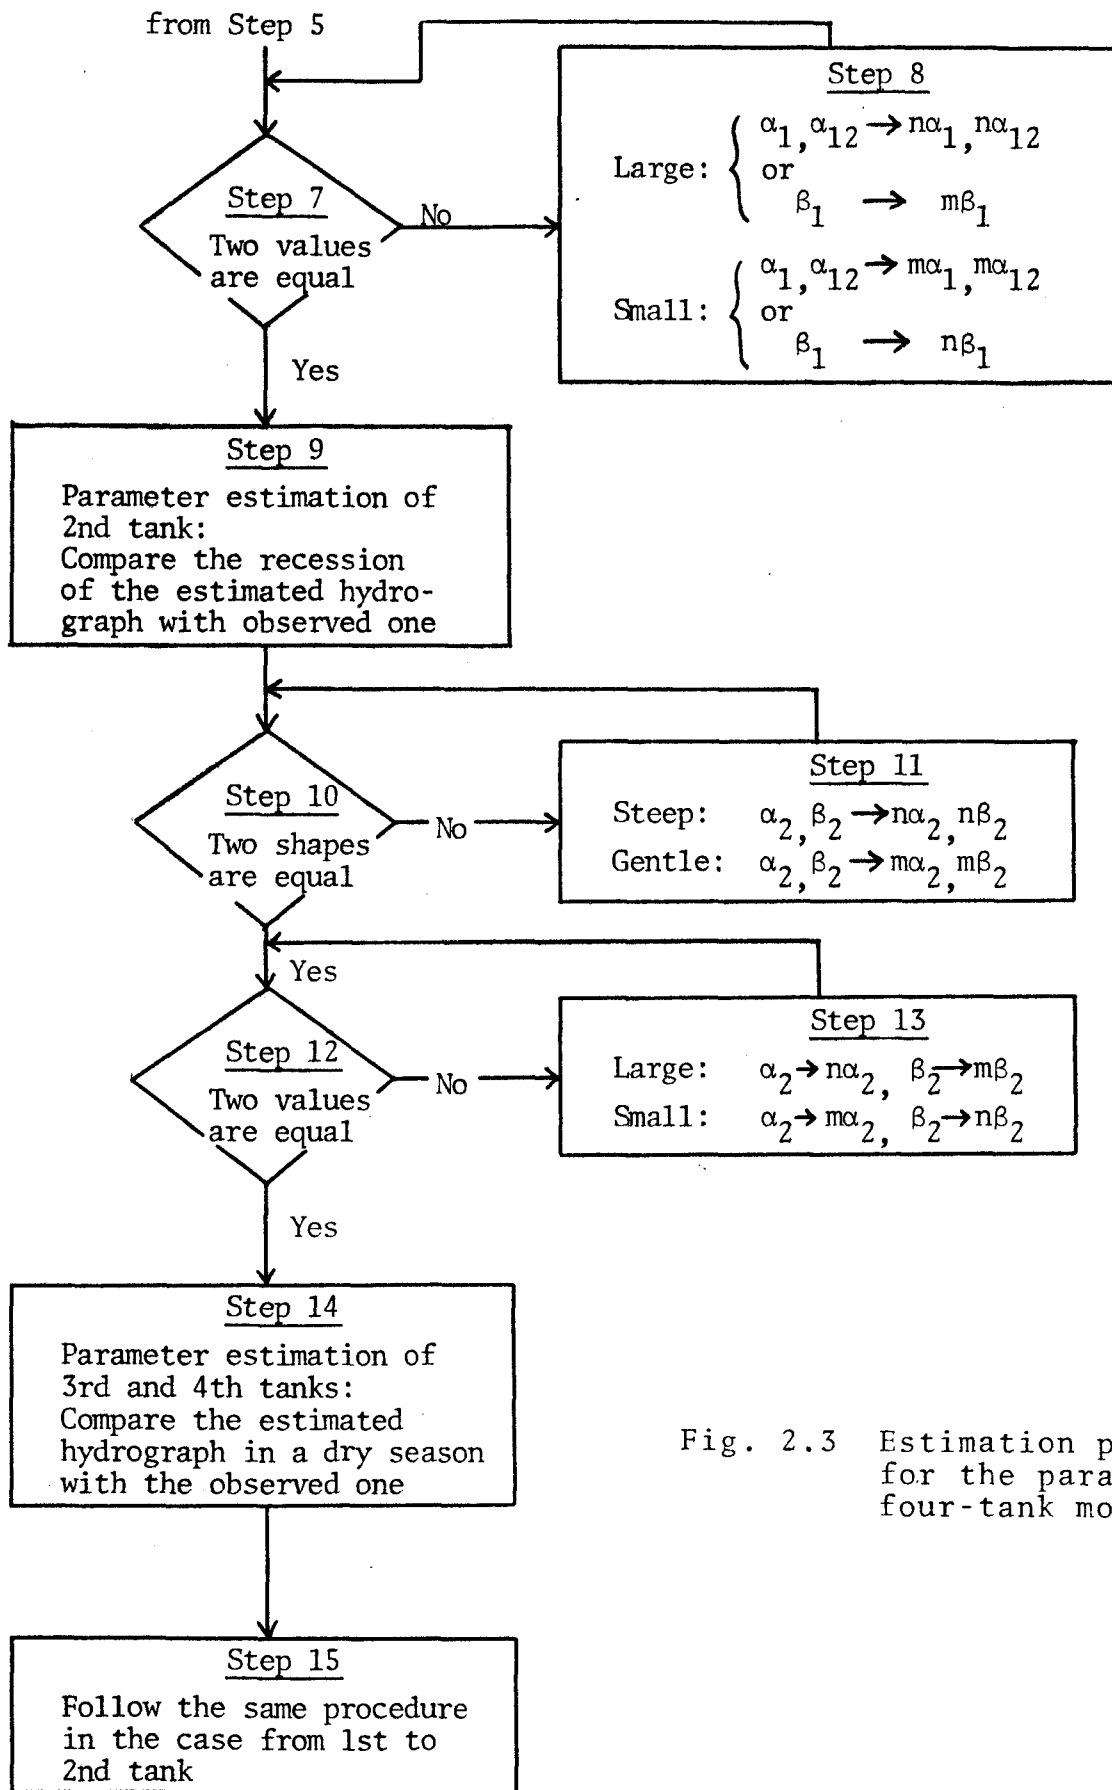 from Step 5
Step 7
Two values
are equal
No
Yes
Step 8
Large: { α₁, α₁₂ → nα₁, nα₁₂
or
β₁ → mβ₁
Small: { α₁, α₁₂ → mα₁, mα₁₂
or
β₁ → nβ₁
Step 9
Parameter estimation of
2nd tank:
Compare the recession
of the estimated hydro-
graph with observed one
Step 10
Two shapes
are equal
No
Yes
Step 11
Steep: α₂, β₂ → nα₂, nβ₂
Gentle: α₂, β₂ → mα₂, mβ₂
Step 12
Two values
are equal
No
Yes
Step 13
Large: α₂ → nα₂, β₂ → mβ₂
Small: α₂ → mα₂, β₂ → nβ₂
Step 14
Parameter estimation of
3rd and 4th tanks:
Compare the estimated
hydrograph in a dry season
with the observed one
Step 15
Follow the same procedure
in the case from 1st to
2nd tank
Fig. 2.3 Estimation p
for the para
four-tank mo